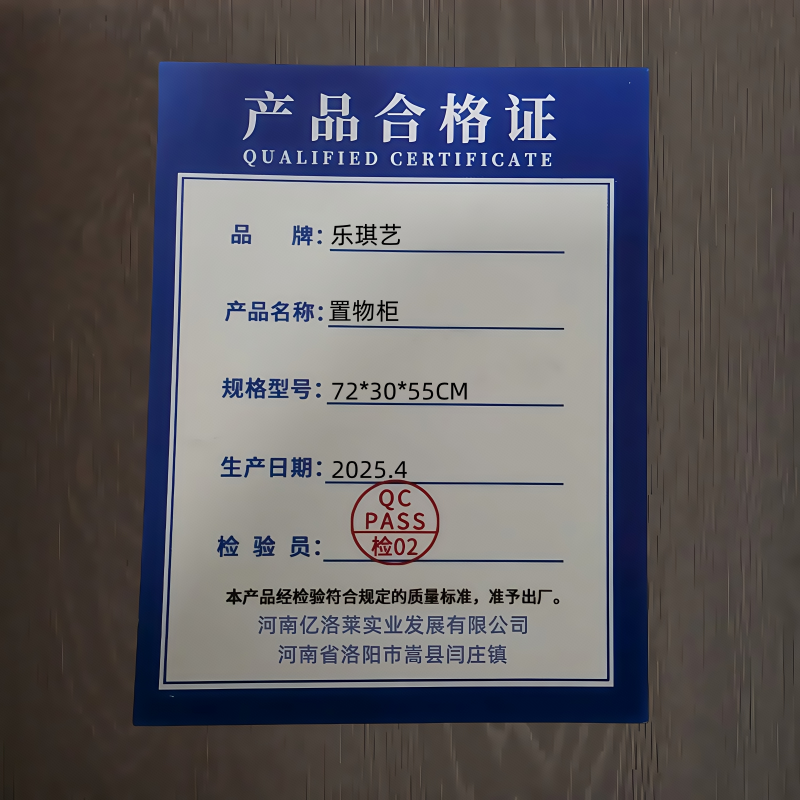 产品合格证
QUALIFIED CERTIFICATE
品 牌：乐琪艺
产品名称：置物柜
规格型号：72*30*55CM
生产日期：2025.4
QC
PASS
检验员：检02
本产品经检验符合规定的质量标准，准予出厂。
河南亿洛莱实业发展有限公司
河南省洛阳市嵩县闫庄镇